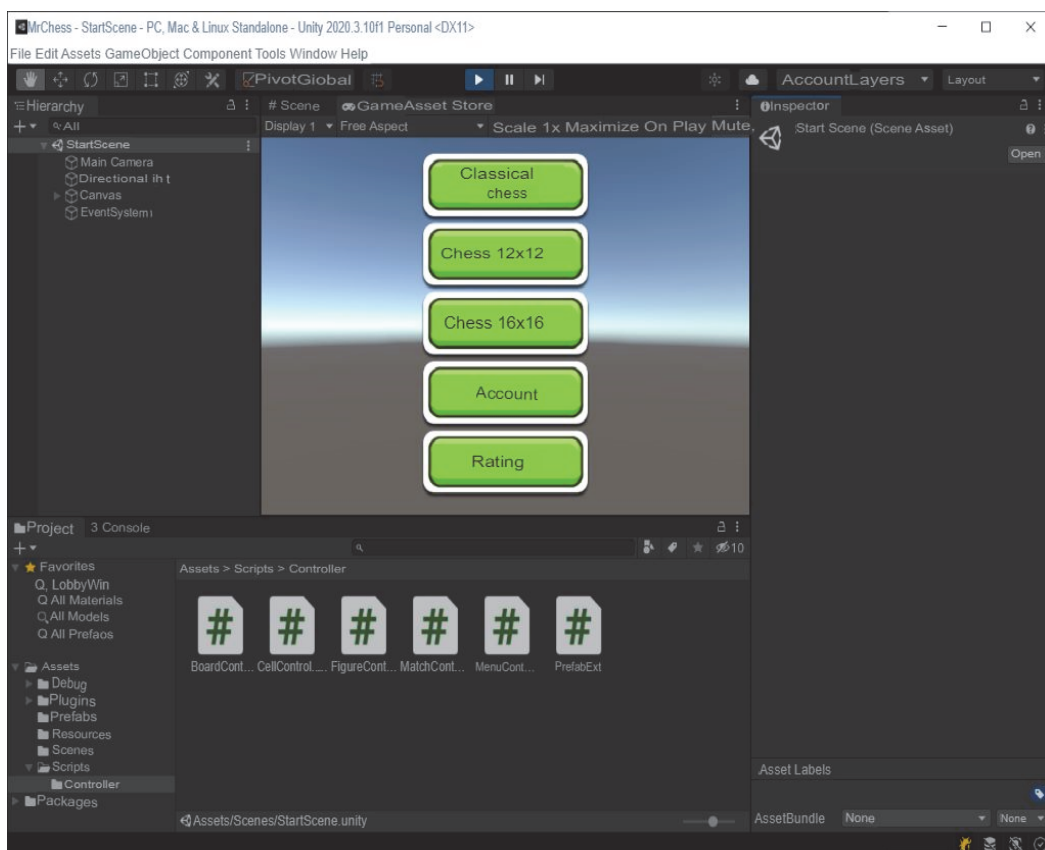 MrChess - StartScene - PC, Mac & Linux Standalone - Unity 2020.3.10f1 Personal <DX11>
File Edit Assets GameObject Component Tools Window Help
PivotGlobal
AccountLayers
Layout
Hierarchy
# Scene GameAsset Store
Inspector
All
Display 1 Free Aspect Scale 1x Maximize On Play Mute,
Start Scene (Scene Asset)
Open
StartScene
Main Camera
Directional ih t
Canvas
EventSystem
Classical
chess
Chess 12x12
Chess 16x16
Account
Rating
Project 3 Console
10
Favorites
Q, LobbyWin
Q All Materials
Q All Models
Q All Prefaos
Assets
Debug
Plugins
Prefabs
Resources
Scenes
Scripts
Controller
Packages
Assets > Scripts > Controller
BoardCont... CellControl.... FigureCont... MatchCont... MenuCont... PrefabExt
Assets/Scenes/StartScene.unity
Asset Labels
AssetBundle None None